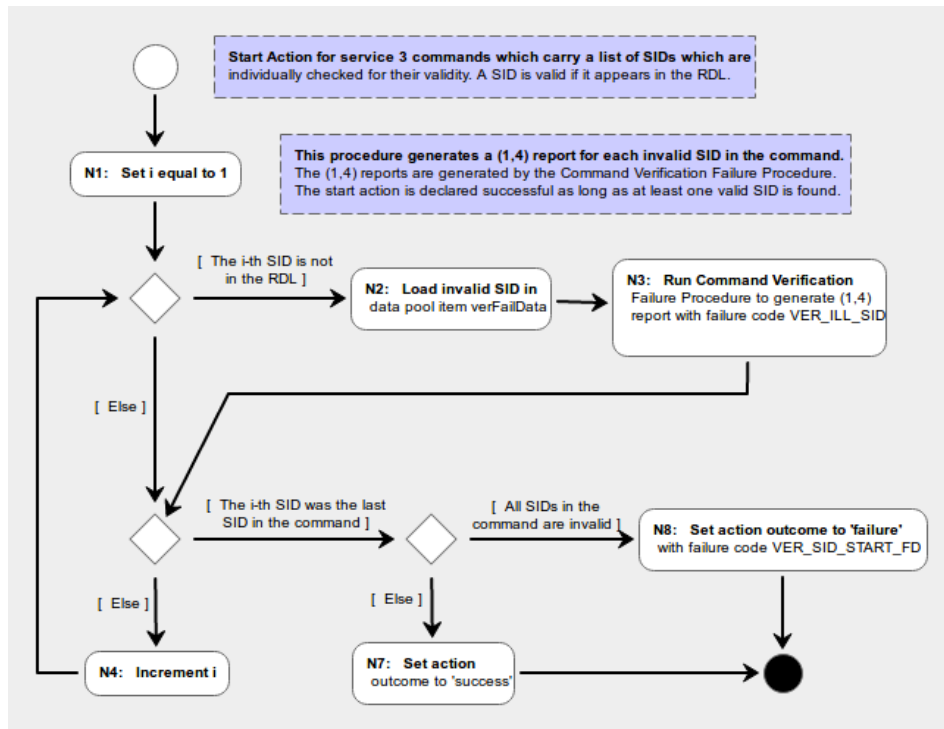 Start Action for service 3 commands which carry a list of SIDs which are
individually checked for their validity. A SID is valid if it appears in the RDL.
This procedure generates a (1,4) report for each invalid SID in the command.
The (1,4) reports are generated by the Command Verification Failure Procedure.
The start action is declared successful as long as at least one valid SID is found.
N1: Set i equal to 1
[ The i-th SID is not
in the RDL ]
N2: Load invalid SID in
data pool item verFailData
N3: Run Command Verification
Failure Procedure to generate (1,4)
report with failure code VER_ILL_SID
[ Else ]
[ The i-th SID was the last
SID in the command ]
[ All SIDs in the
command are invalid ]
N8: Set action outcome to 'failure'
with failure code VER_SID_START_FD
[ Else ]
[ Else ]
N4: Increment i
N7: Set action
outcome to 'success'